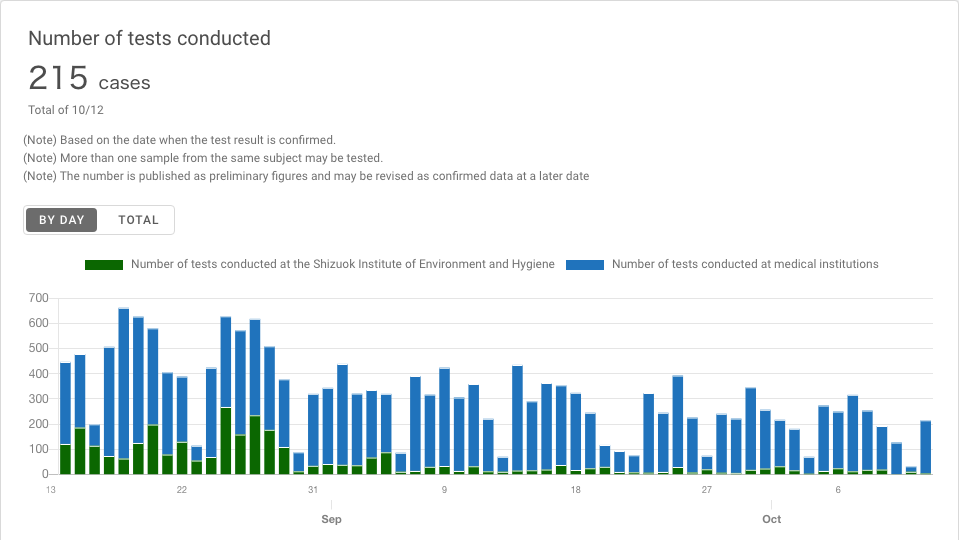 Number of tests conducted
215 cases
Total of 10/12
(Note) Based on the date when the test result is confirmed.
(Note) More than one sample from the same subject may be tested.
(Note) The number is published as preliminary figures and may be revised as confirmed data at a later date
BY DAY TOTAL
Number of tests conducted at the Shizuok Institute of Environment and Hygiene Number of tests conducted at medical institutions
700
600
500
400
300
200
100
0
13 22 31 9 18 27 6
Sep Oct